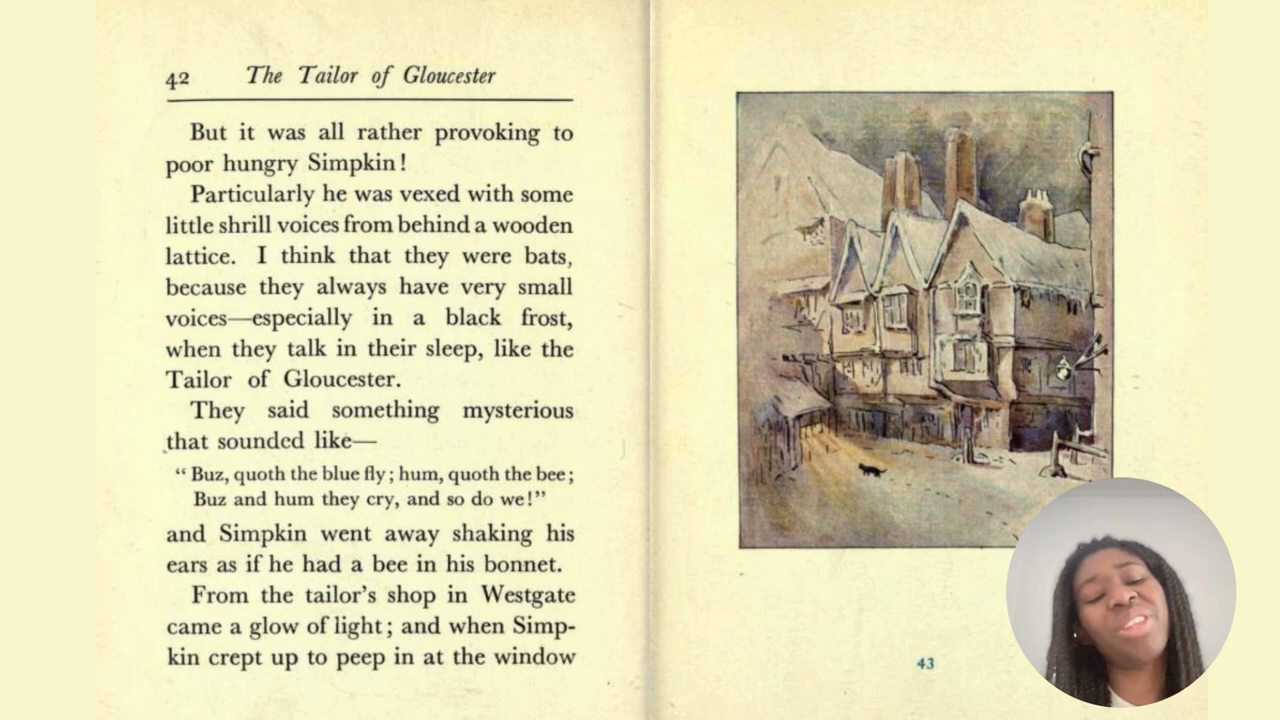 42 The Tailor of Gloucester
But it was all rather provoking to
poor hungry Simpkin!
Particularly he was vexed with some
little shrill voices from behind a wooden
lattice. I think that they were bats,
because they always have very small
voices—especially in a black frost,
when they talk in their sleep, like the
Tailor of Gloucester.
They said something mysterious
that sounded like—
“Buz, quoth the blue fly; hum, quoth the bee;
Buz and hum they cry, and so do we!”
and Simpkin went away shaking his
ears as if he had a bee in his bonnet.
From the tailor’s shop in Westgate
came a glow of light; and when Simp-
kin crept up to peep in at the window
43